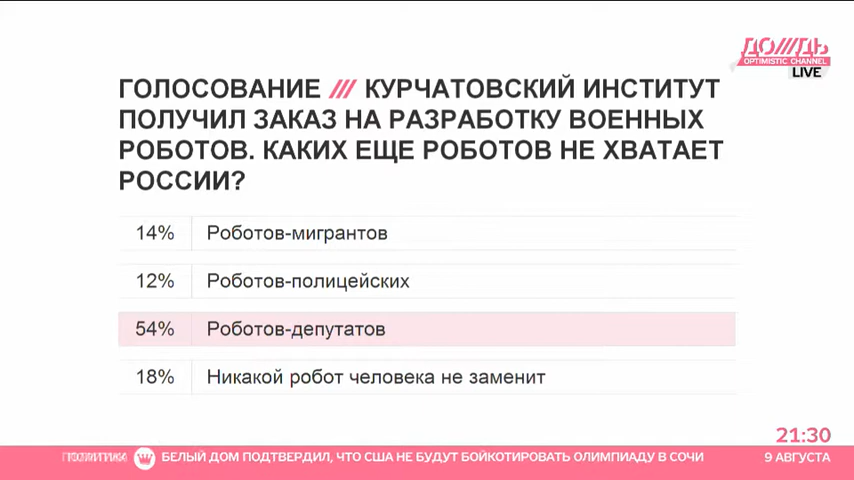 ДОЖДЬ
OPTIMISTIC CHANNEL
LIVE
ГОЛОСОВАНИЕ /// КУРЧАТОВСКИЙ ИНСТИТУТ
ПОЛУЧИЛ ЗАКАЗ НА РАЗРАБОТКУ ВОЕННЫХ
РОБОТОВ. КАКИХ ЕЩЕ РОБОТОВ НЕ ХВАТАЕТ
РОССИИ?
14% Роботов-мигрантов
12% Роботов-полицейских
54% Роботов-депутатов
18% Никакой робот человека не заменит
21:30
ПОЛИТИКА БЕЛЫЙ ДОМ ПОДТВЕРДИЛ, ЧТО США НЕ БУДУТ БОЙКОТИРОВАТЬ ОЛИМПИАДУ В СОЧИ 9 АВГУСТА